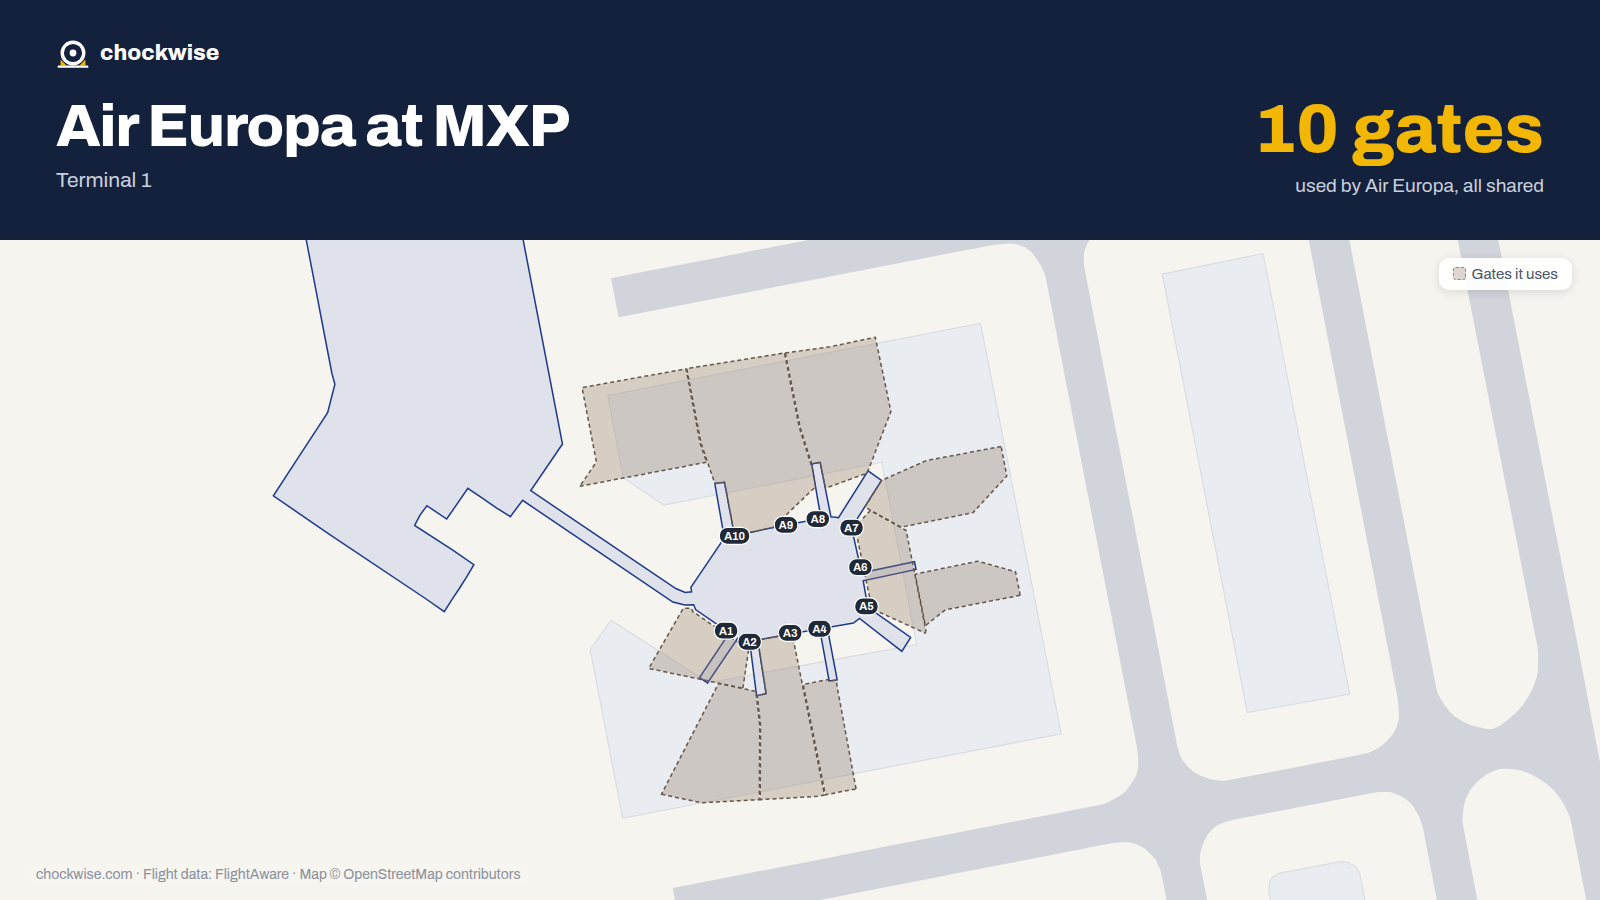 chockwise
Air Europa at MXP
Terminal 1
10 gates
used by Air Europa, all shared
Gates it uses
A10
A9
A8
A7
A6
A5
A1
A2
A3
A4
chockwise.com · Flight data: FlightAware · Map © OpenStreetMap contributors